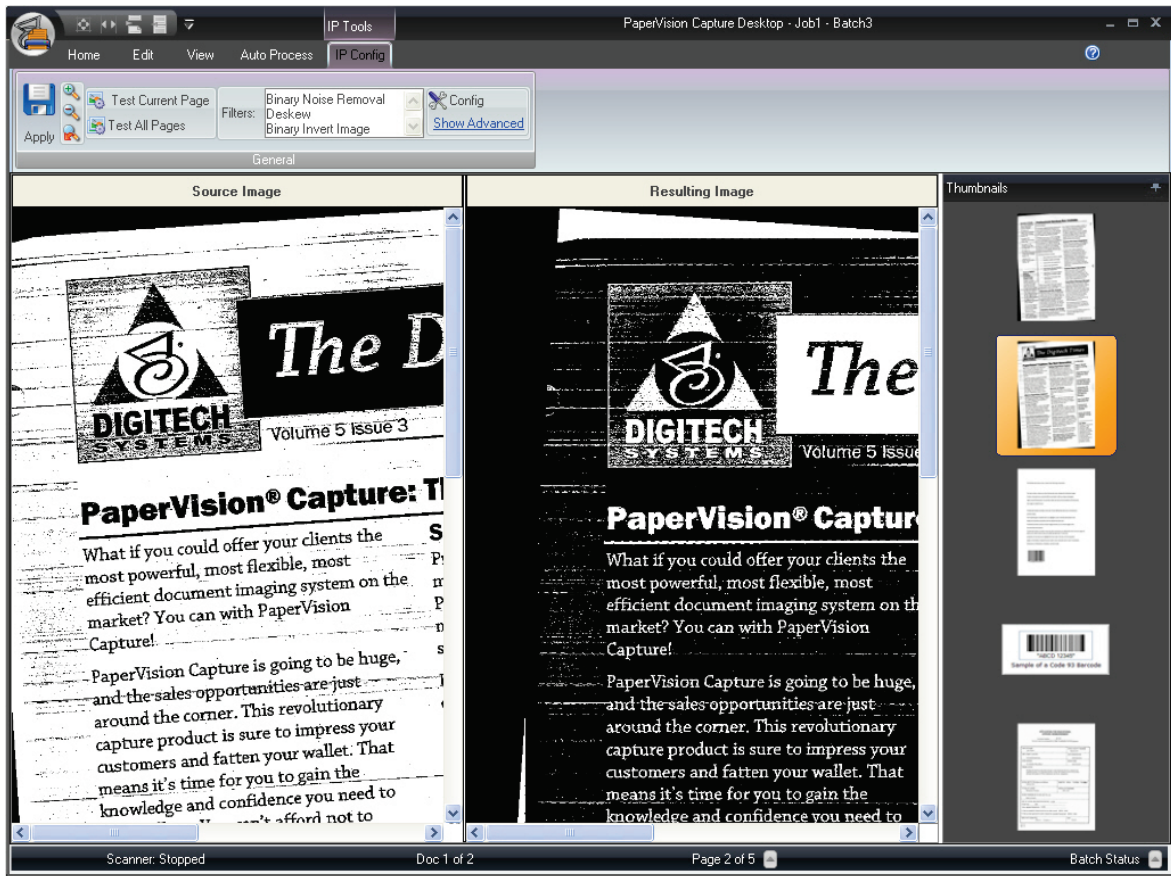 IP Tools
PaperVision Capture Desktop - Job1 - Batch3
Home Edit View Auto Process IP Config
Apply
Test Current Page
Test All Pages
Filters:
Binary Noise Removal
Deskew
Binary Invert Image
Config
Show Advanced
General
Source Image
The D
DIGITECH
SYSTEMS
Volume 5 Issue 3
PaperVision® Capture: T
What if you could offer your clients the
most powerful, most flexible, most
efficient document imaging system on the
market? You can with PaperVision
Capture!
PaperVision Capture is going to be huge,
and the sales opportunities are just
around the corner. This revolutionary
capture product is sure to impress your
customers and fatten your wallet. That
means it's time for you to gain the
knowledge and confidence you need to
afford not to
S
P
m
P
n
s
Resulting Image
The
DIGITECH
SYSTEMS
Volume 5 Issue
PaperVision® Captur
What if you could offer your clients the
most powerful, most flexible, most
efficient document imaging system on th
market? You can with PaperVision
Capture!
PaperVision Capture is going to be huge,
and the sales opportunities are just
around the corner. This revolutionary
capture product is sure to impress your
customers and fatten your wallet. That
means it's time for you to gain the
knowledge and confidence you need to
Thumbnails
The Digitech Times
*ABCD 12345*
Sample of a Code 93 Barcode
Scanner: Stopped
Doc 1 of 2
Page 2 of 5
Batch Status